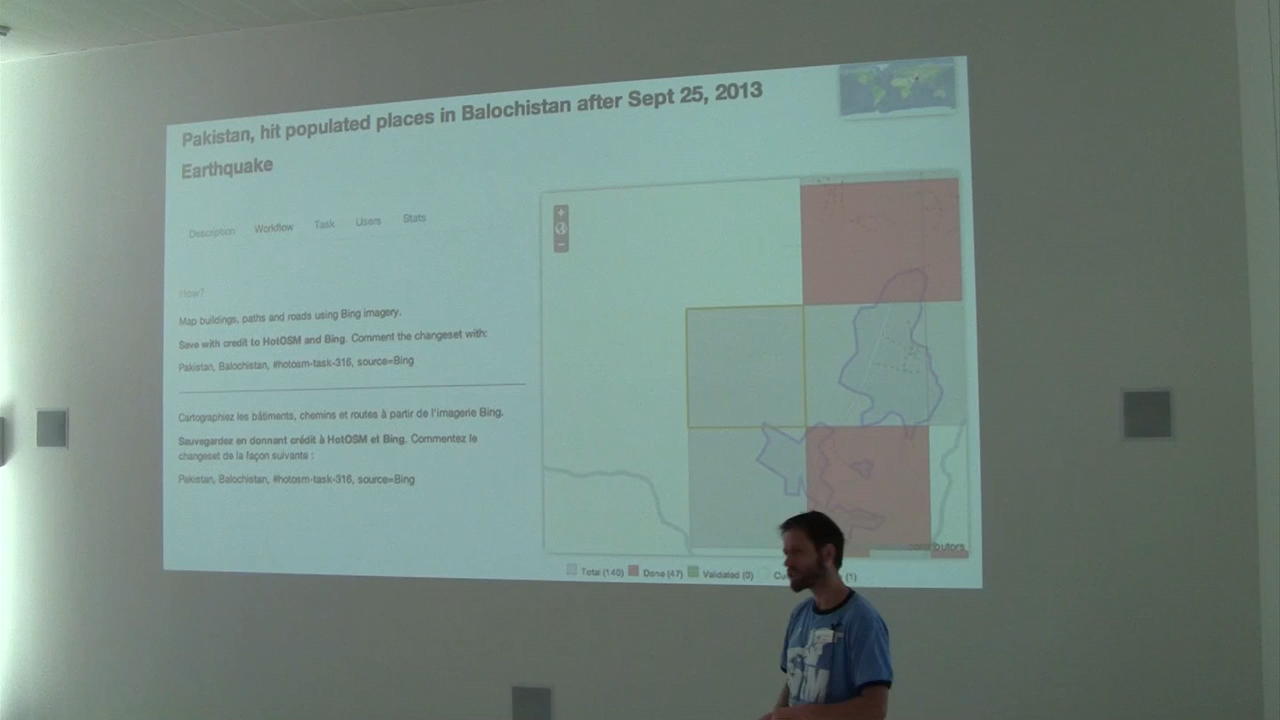 Pakistan, hit populated places in Balochistan after Sept 25, 2013
Earthquake
Description Workflow Task Users Stats
How?
Map buildings, paths and roads using Bing imagery.
Save with credit to HotOSM and Bing. Comment the changeset with:
Pakistan, Balochistan, #hotosm-task-316, source=Bing
Cartographiez les bâtiments, chemins et routes à partir de l'imagerie Bing.
Sauvegardez en donnant crédit à HotOSM et Bing. Commentez le
changeset de la façon suivante :
Pakistan, Balochistan, #hotosm-task-316, source=Bing
contributors
Total (140) Done (47) Validated (0) (1)